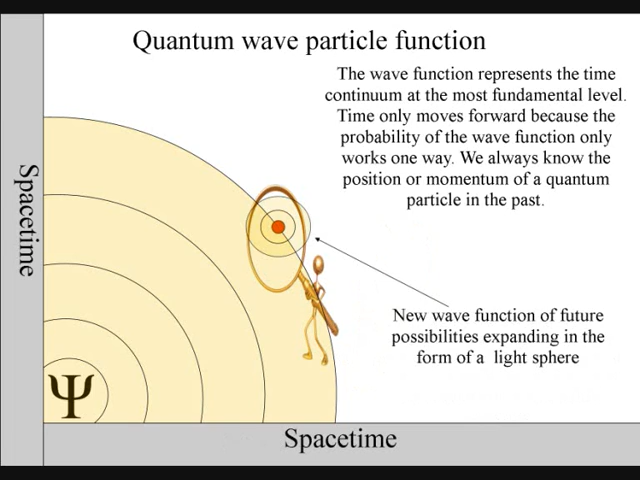 Quantum wave particle function
The wave function represents the time
continuum at the most fundamental level.
Time only moves forward because the
probability of the wave function only
works one way. We always know the
position or momentum of a quantum
particle in the past.
Spacetime
New wave function of future
possibilities expanding in the
form of a light sphere
Ψ
Spacetime